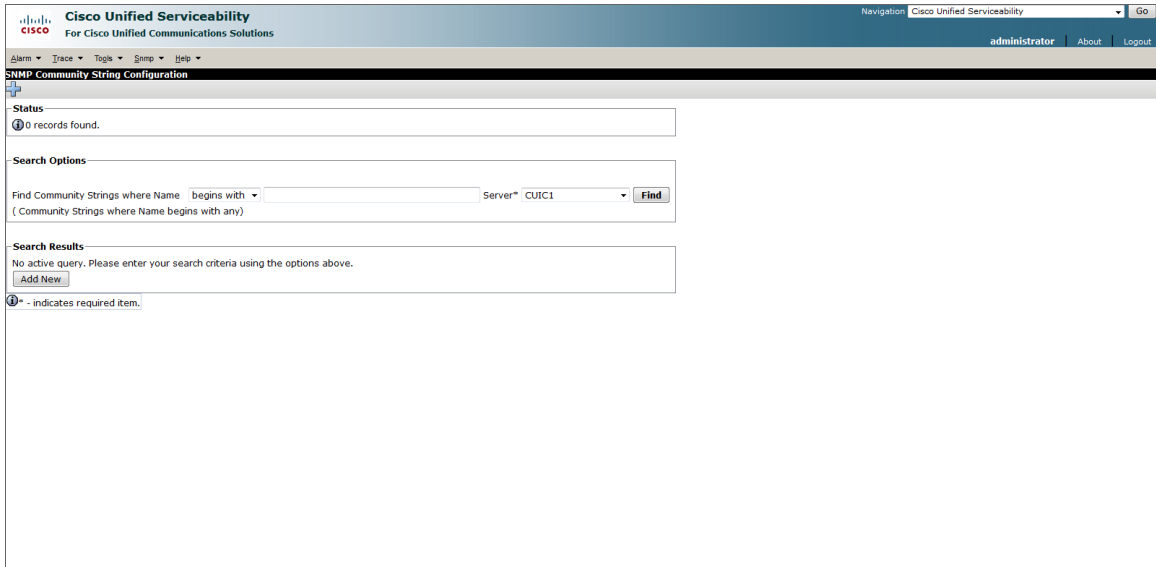 Cisco Unified Serviceability
For Cisco Unified Communications Solutions
cisco
Navigation Cisco Unified Serviceability Go
administrator About Logout
Alarm Trace Tools Snmp Help
SNMP Community String Configuration
Status
0 records found.
Search Options
Find Community Strings where Name begins with Server* CUIC1 Find
( Community Strings where Name begins with any)
Search Results
No active query. Please enter your search criteria using the options above.
Add New
* - indicates required item.